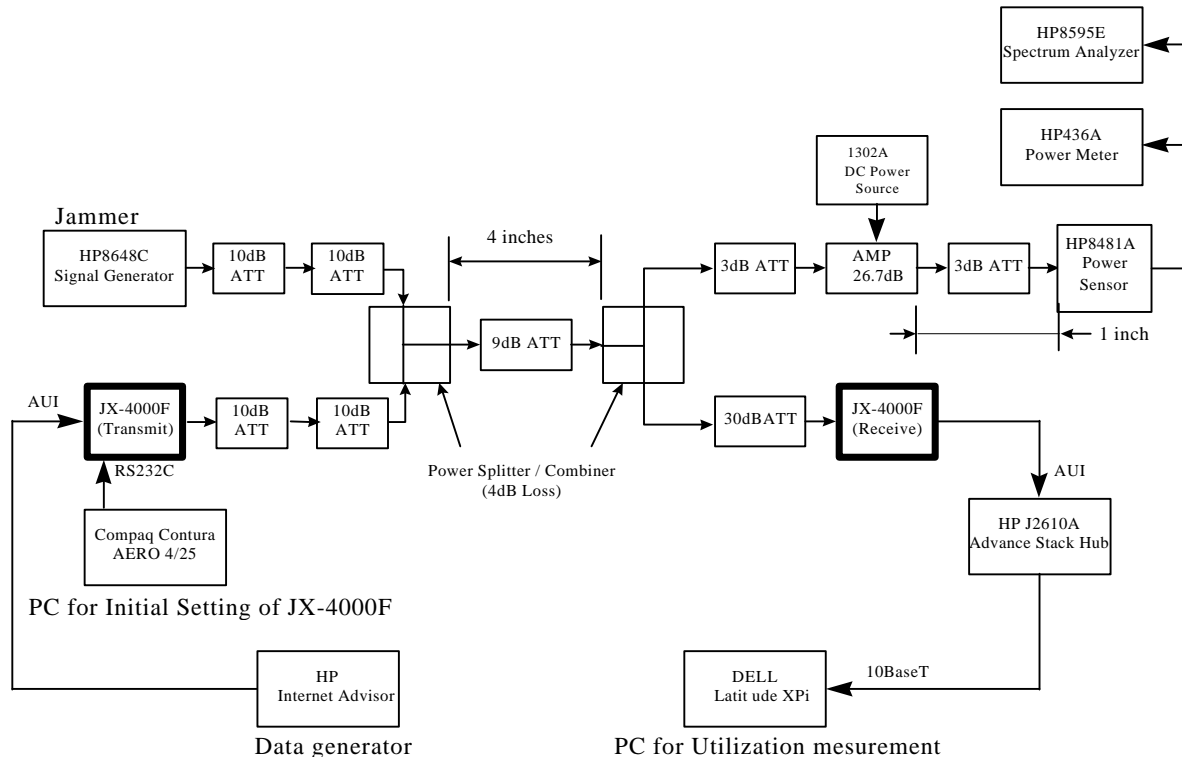 HP8595E
Spectrum Analyzer
HP436A
Power Meter
1302A
DC Power
Source
Jammer
HP8648C
Signal Generator
10dB
ATT
10dB
ATT
4 inches
3dB ATT
AMP
26.7dB
3dB ATT
HP8481A
Power
Sensor
9dB ATT
1 inch
AUI
JX-4000F
(Transmit)
10dB
ATT
10dB
ATT
30dBATT
JX-4000F
(Receive)
RS232C
Power Splitter / Combiner
(4dB Loss)
AUI
Compaq Contura
AERO 4/25
HP J2610A
Advance Stack Hub
PC for Initial Setting of JX-4000F
HP
Internet Advisor
DELL
Latit ude XPi
10BaseT
Data generator
PC for Utilization mesurement